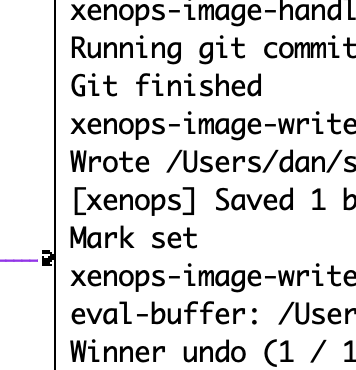 xenops-image-handl
Running git commit
Git finished
xenops-image-write
Wrote /Users/dan/s
[xenops] Saved 1 b
Mark set
xenops-image-write
eval-buffer: /User
Winner undo (1 / 1